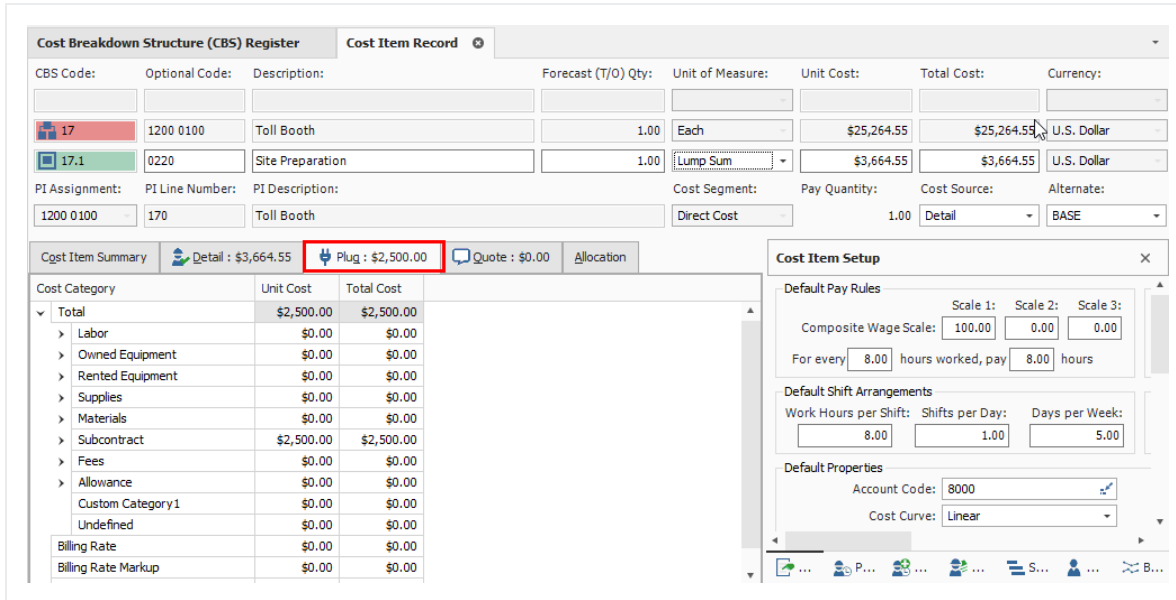 Cost Breakdown Structure (CBS) Register Cost Item Record
CBS Code: Optional Code: Description: Forecast (T/O) Qty: Unit of Measure: Unit Cost: Total Cost: Currency:
17 1200 0100 Toll Booth 1.00 Each $25,264.55 $25,264.55 U.S. Dollar
17.1 0220 Site Preparation 1.00 Lump Sum $3,664.55 $3,664.55 U.S. Dollar
PI Assignment: PI Line Number: PI Description: Cost Segment: Pay Quantity: Cost Source: Alternate:
1200 0100 170 Toll Booth Direct Cost 1.00 Detail BASE
Cost Item Summary Detail : $3,664.55 Plug : $2,500.00 Quote : $0.00 Allocation
Cost Category Unit Cost Total Cost
Total $2,500.00 $2,500.00
Labor $0.00 $0.00
Owned Equipment $0.00 $0.00
Rented Equipment $0.00 $0.00
Supplies $0.00 $0.00
Materials $0.00 $0.00
Subcontract $2,500.00 $2,500.00
Fees $0.00 $0.00
Allowance $0.00 $0.00
Custom Category1 $0.00 $0.00
Undefined $0.00 $0.00
Billing Rate $0.00 $0.00
Billing Rate Markup $0.00 $0.00
Cost Item Setup
Default Pay Rules
Scale 1: Scale 2: Scale 3:
Composite Wage Scale: 100.00 0.00 0.00
For every 8.00 hours worked, pay 8.00 hours
Default Shift Arrangements
Work Hours per Shift: Shifts per Day: Days per Week:
8.00 1.00 5.00
Default Properties
Account Code: 8000
Cost Curve: Linear
... P... ... ... S... ... B...